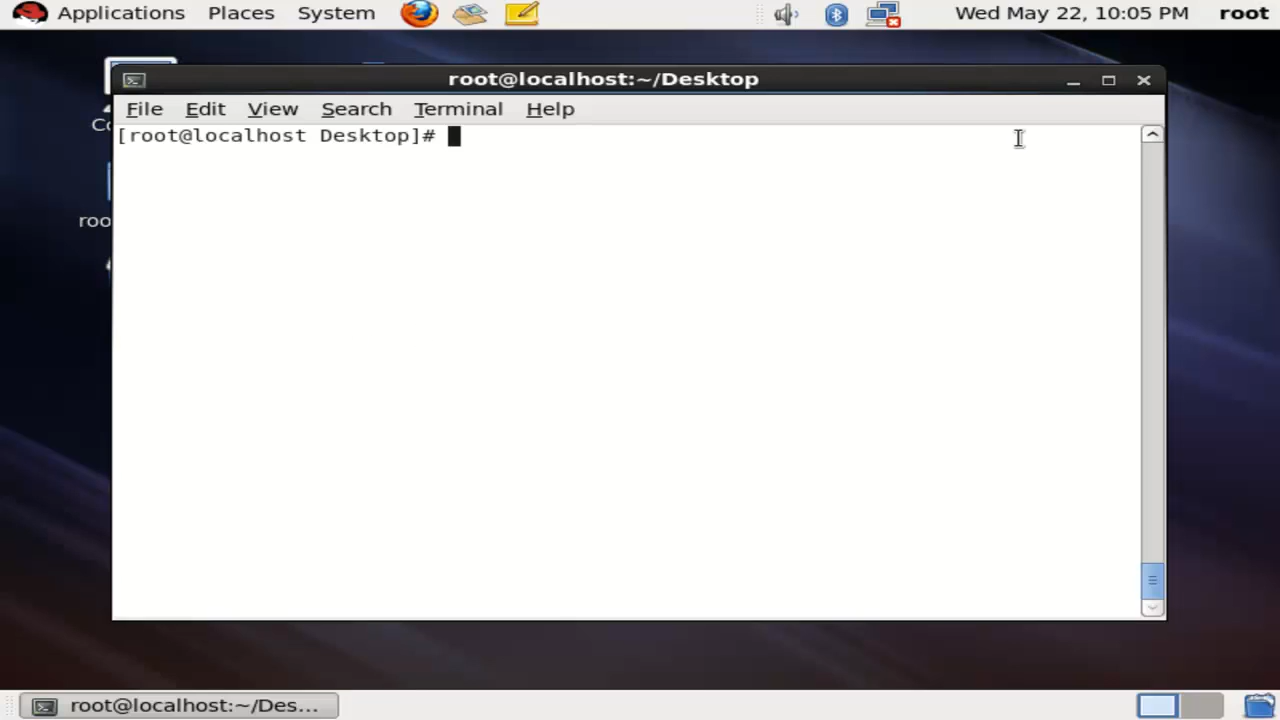 Applications Places System Wed May 22, 10:05 PM root
root@localhost:~/Desktop
File Edit View Search Terminal Help
[root@localhost Desktop]#
root@localhost:~/Des...